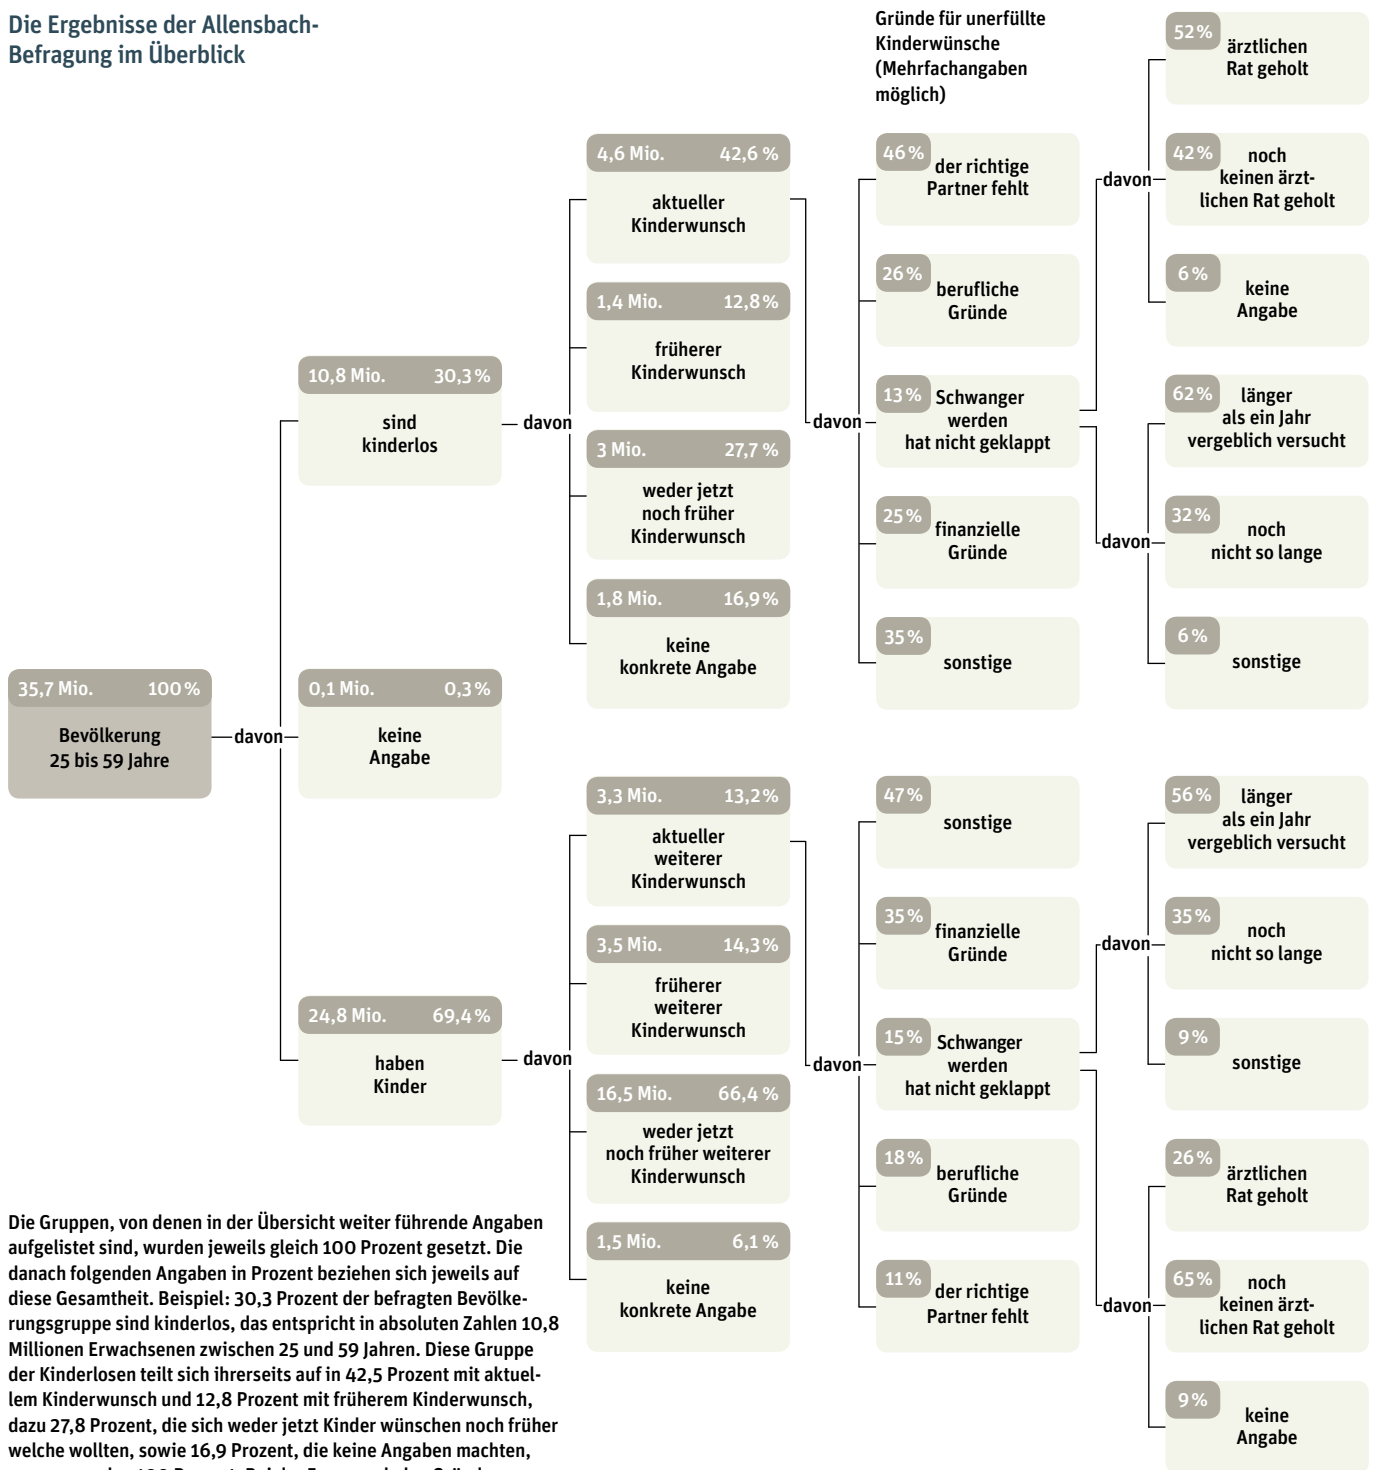 Die Ergebnisse der Allensbach-
Befragung im Überblick
35,7 Mio. 100 %
Bevölkerung
25 bis 59 Jahre
davon
10,8 Mio. 30,3 %
sind
kinderlos
davon
0,1 Mio. 0,3 %
keine
Angabe
24,8 Mio. 69,4 %
haben
Kinder
davon
4,6 Mio. 42,6 %
aktueller
Kinderwunsch
1,4 Mio. 12,8 %
früherer
Kinderwunsch
3 Mio. 27,7 %
weder jetzt
noch früher
Kinderwunsch
1,8 Mio. 16,9 %
keine
konkrete Angabe
davon
3,3 Mio. 13,2 %
aktueller
weiterer
Kinderwunsch
3,5 Mio. 14,3 %
früherer
weiterer
Kinderwunsch
16,5 Mio. 66,4 %
weder jetzt
noch früher weiterer
Kinderwunsch
1,5 Mio. 6,1 %
keine
konkrete Angabe
davon
Gründe für unerfüllte
Kinderwünsche
(Mehrfachangaben
möglich)
46 %
der richtige
Partner fehlt
26 %
berufliche
Gründe
13 %
Schwanger
werden
hat nicht geklappt
25 %
finanzielle
Gründe
35 %
sonstige
davon
52 %
ärztlichen
Rat geholt
42 %
noch
keinen ärzt-
lichen Rat geholt
6 %
keine
Angabe
davon
62 %
länger
als ein Jahr
vergeblich versucht
32 %
noch
nicht so lange
6 %
sonstige
47 %
sonstige
35 %
finanzielle
Gründe
15 %
Schwanger
werden
hat nicht geklappt
18 %
berufliche
Gründe
11 %
der richtige
Partner fehlt
davon
56 %
länger
als ein Jahr
vergeblich versucht
35 %
noch
nicht so lange
9 %
sonstige
davon
26 %
ärztlichen
Rat geholt
65 %
noch
keinen ärzt-
lichen Rat geholt
9 %
keine
Angabe
Die Gruppen, von denen in der Übersicht weiter führende Angaben
aufgelistet sind, wurden jeweils gleich 100 Prozent gesetzt. Die
danach folgenden Angaben in Prozent beziehen sich jeweils auf
diese Gesamtheit. Beispiel: 30,3 Prozent der befragten Bevölke-
rungsgruppe sind kinderlos, das entspricht in absoluten Zahlen 10,8
Millionen Erwachsenen zwischen 25 und 59 Jahren. Diese Gruppe
der Kinderlosen teilt sich ihrerseits auf in 42,5 Prozent mit aktuel-
lem Kinderwunsch und 12,8 Prozent mit früherem Kinderwunsch,
dazu 27,8 Prozent, die sich weder jetzt Kinder wünschen noch früher
welche wollten, sowie 16,9 Prozent, die keine Angaben machten,